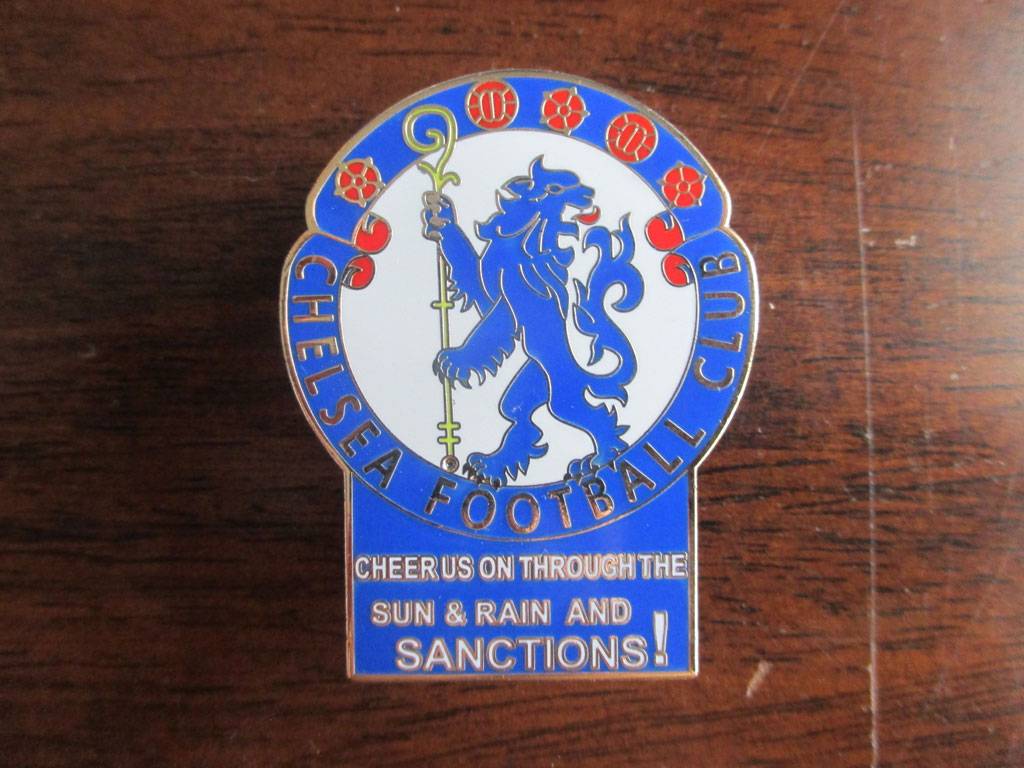 CHELSEA FOOTBALL CLUB
CHEER US ON THROUGH THE
SUN & RAIN AND
SANCTIONS!